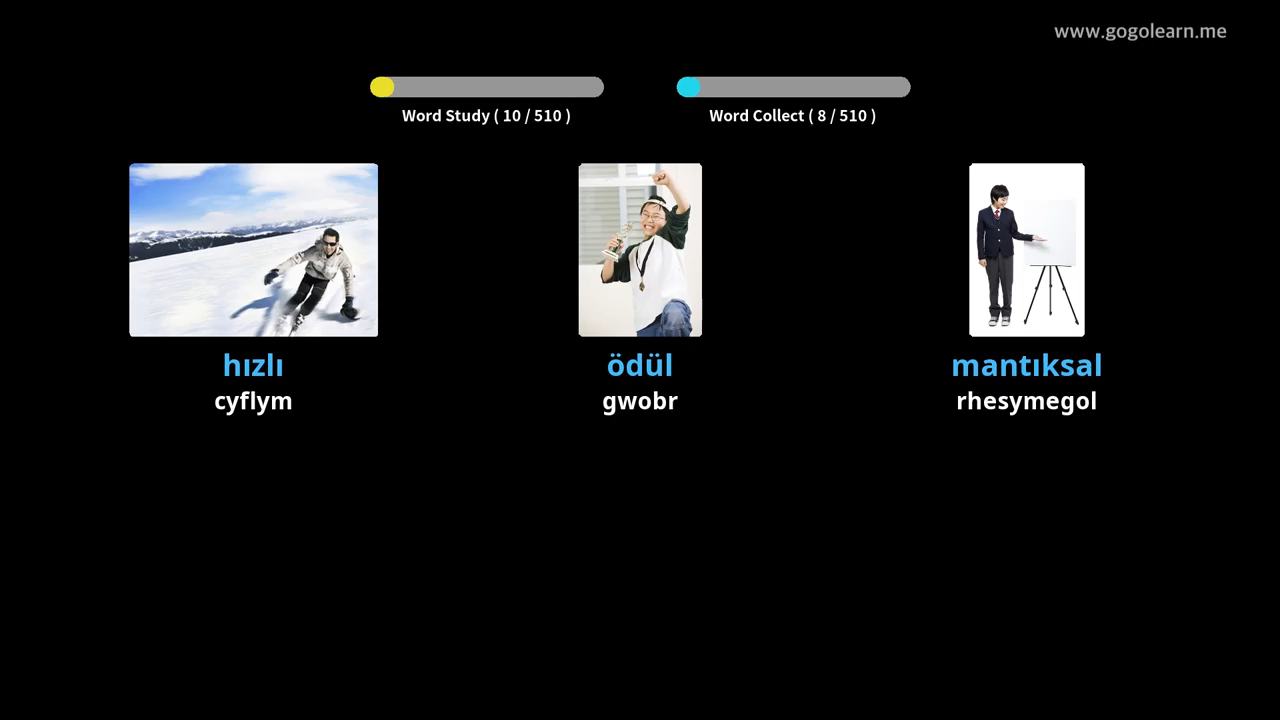 www.gogolearn.me
Word Study ( 10 / 510 )
Word Collect ( 8 / 510 )
hızlı
cyflym
ödül
gwobr
mantıksal
rhesymegol